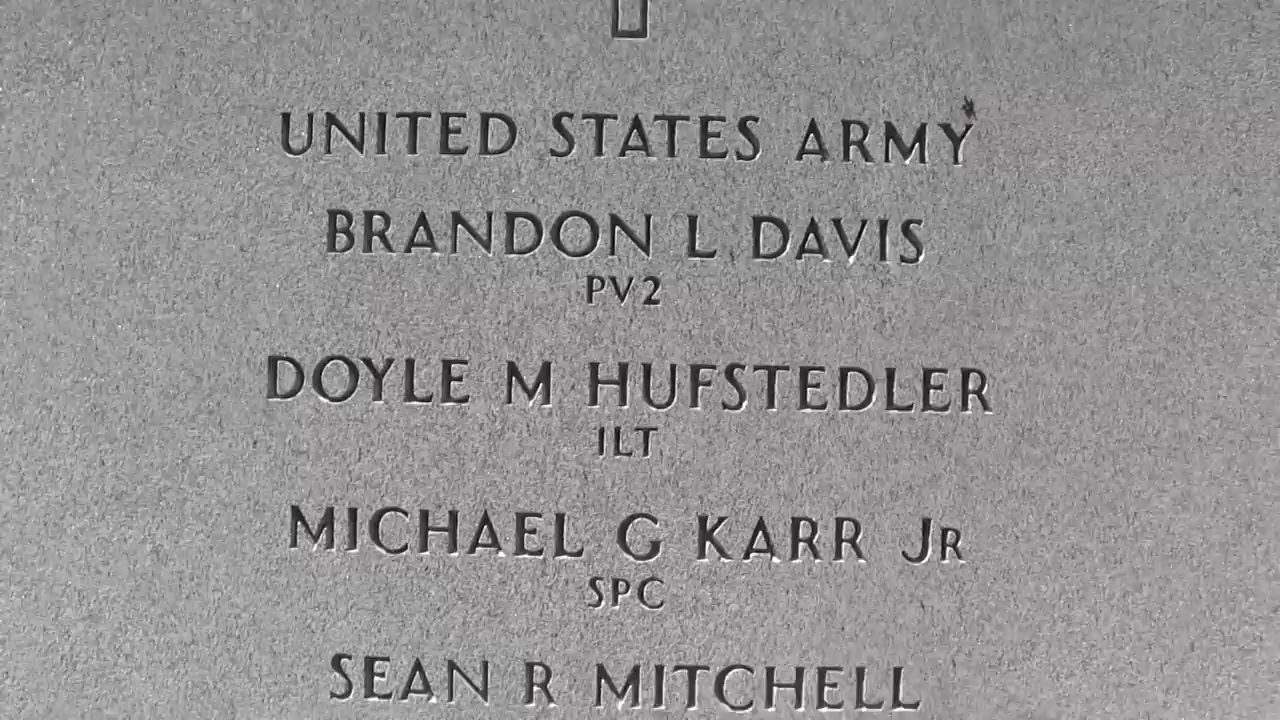 UNITED STATES ARMY
BRANDON L DAVIS
PV2
DOYLE M HUFSTEDLER
1LT
MICHAEL G KARR JR
SPC
SEAN R MITCHELL